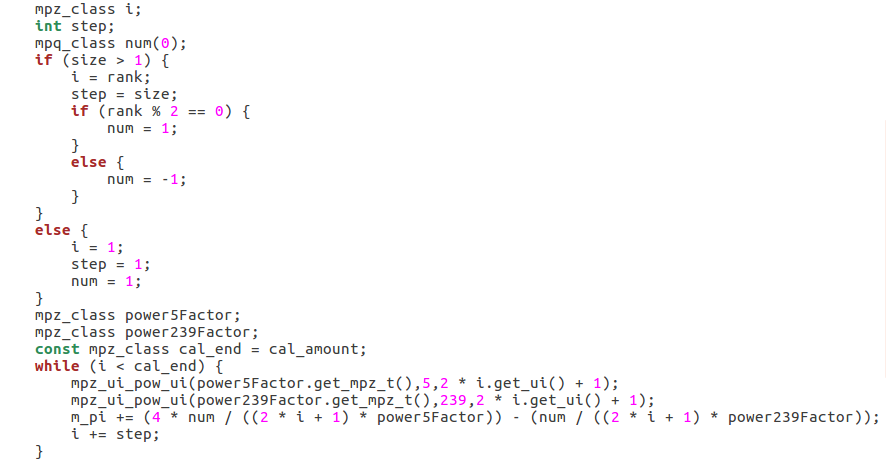 mpz_class i;
int step;
mpq_class num(0);
if (size > 1) {
i = rank;
step = size;
if (rank % 2 == 0) {
num = 1;
}
else {
num = -1;
}
}
else {
i = 1;
step = 1;
num = 1;
}
mpz_class power5Factor;
mpz_class power239Factor;
const mpz_class cal_end = cal_amount;
while (i < cal_end) {
mpz_ui_pow_ui(power5Factor.get_mpz_t(),5,2 * i.get_ui() + 1);
mpz_ui_pow_ui(power239Factor.get_mpz_t(),239,2 * i.get_ui() + 1);
m_pi += (4 * num / ((2 * i + 1) * power5Factor)) - (num / ((2 * i + 1) * power239Factor));
i += step;
}